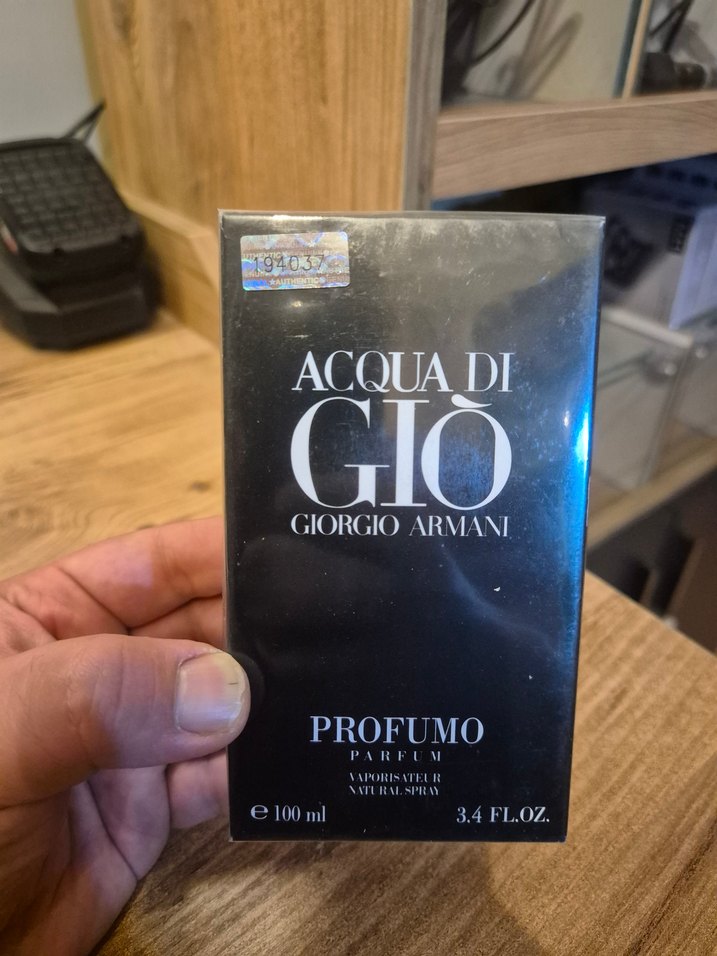 194037
★AUTHENTIC★
ACQUA DI
GIÒ
GIORGIO ARMANI
PROFUMO
PARFUM
VAPORISATEUR
NATURAL SPRAY
℮ 100 ml
3.4 FL.OZ.